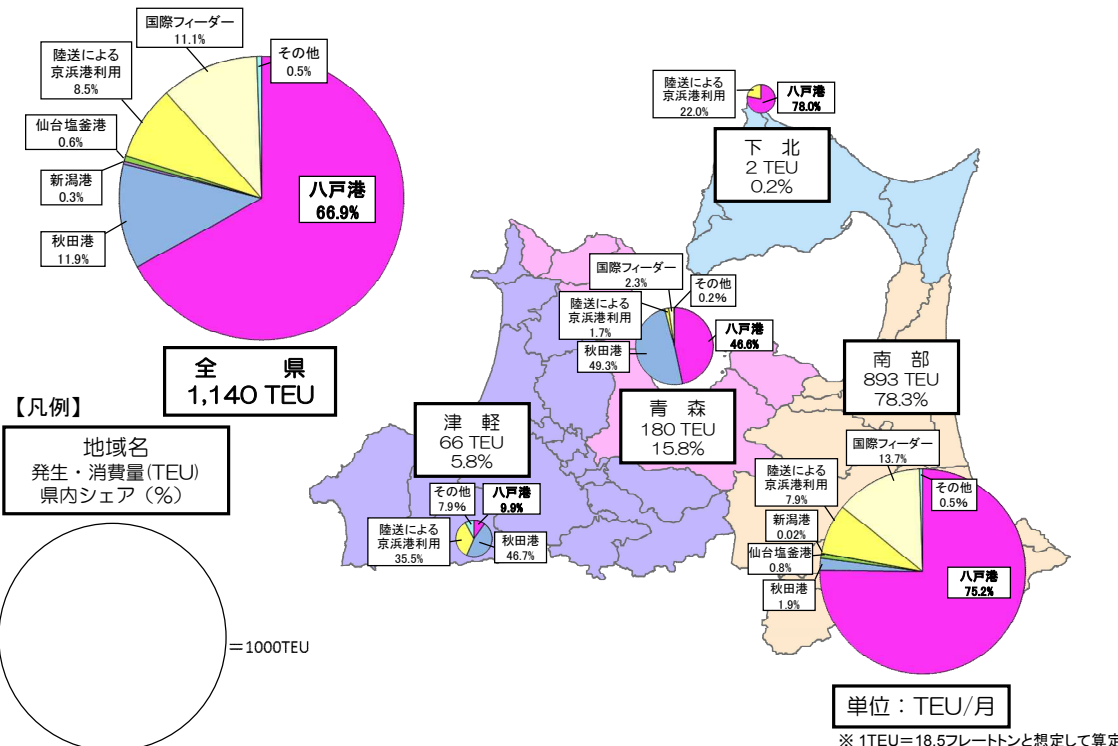 国際フィーダー
11.1%
その他
0.5%
陸送による
京浜港利用
8.5%
仙台塩釜港
0.6%
新潟港
0.3%
秋田港
11.9%
八戸港
66.9%
全　県
1,140 TEU
【凡例】
地域名
発生・消費量(TEU)
県内シェア（%）
=1000TEU
陸送による
京浜港利用
22.0%
八戸港
78.0%
下　北
2 TEU
0.2%
国際フィーダー
2.3%
その他
0.2%
陸送による
京浜港利用
1.7%
秋田港
49.3%
八戸港
46.6%
青　森
180 TEU
15.8%
津　軽
66 TEU
5.8%
その他
7.9%
八戸港
9.9%
陸送による
京浜港利用
35.5%
秋田港
46.7%
南　部
893 TEU
78.3%
国際フィーダー
13.7%
その他
0.5%
陸送による
京浜港利用
7.9%
新潟港
0.02%
仙台塩釜港
0.8%
秋田港
1.9%
八戸港
75.2%
単位：TEU/月
※ 1TEU=18.5フレートトンと想定して算定